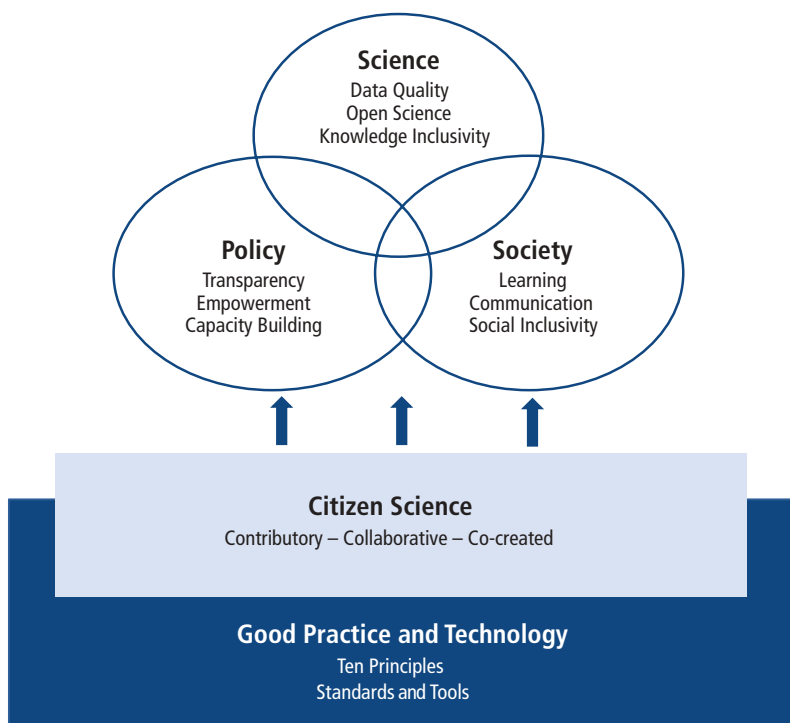 Science
Data Quality
Open Science
Knowledge Inclusivity
Policy
Transparency
Empowerment
Capacity Building
Society
Learning
Communication
Social Inclusivity
Citizen Science
Contributory – Collaborative – Co-created
Good Practice and Technology
Ten Principles
Standards and Tools